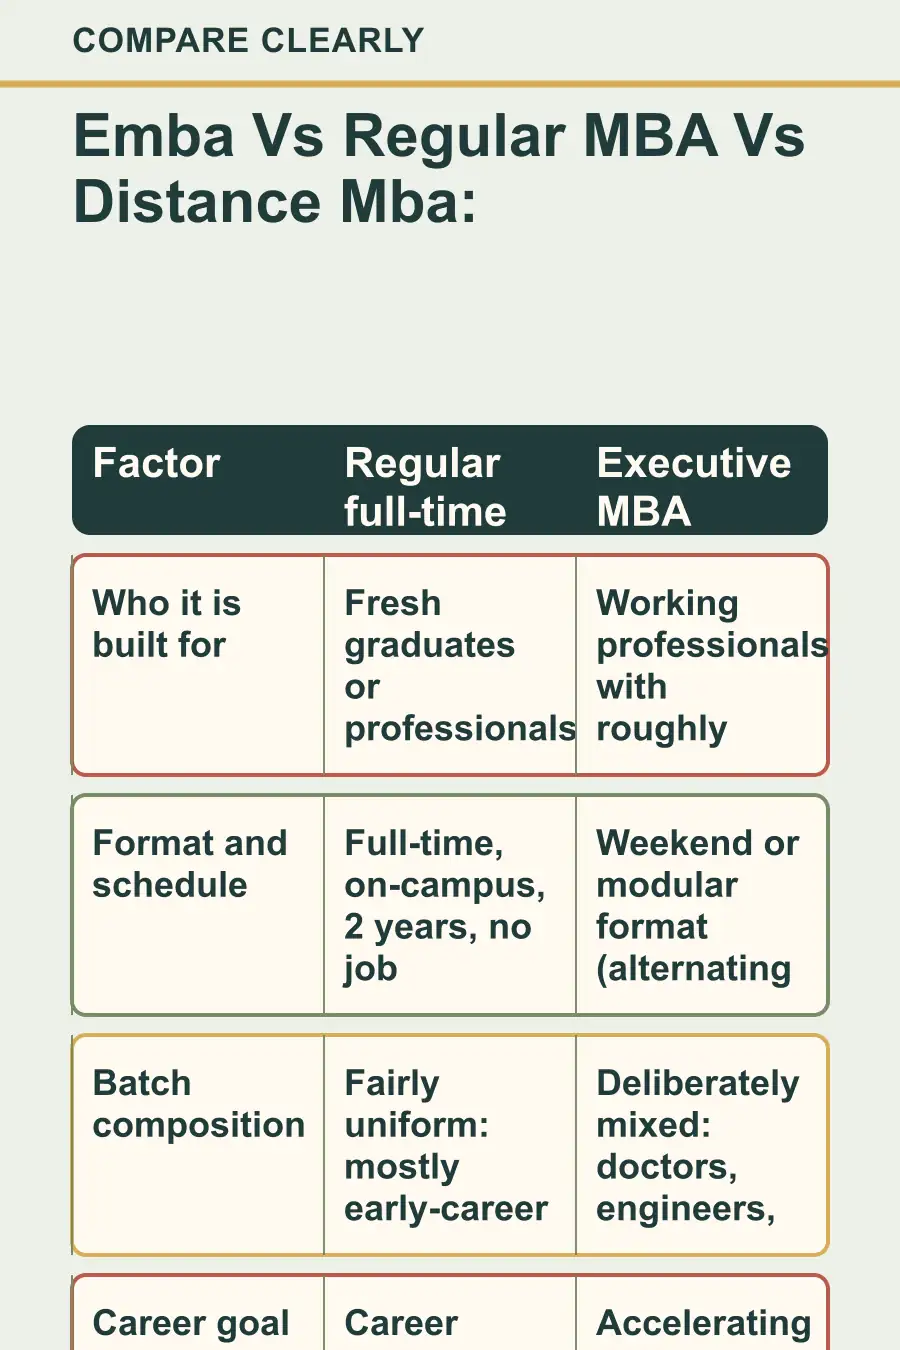 COMPARE CLEARLY
Emba Vs Regular MBA Vs
Distance Mba:
Factor
Regular
full-time
Executive
MBA
Who it is
built for
Fresh
graduates
or
professionals
Working
professionals
with
roughly
Format and
schedule
Full-time,
on-campus,
2 years, no
job
Weekend or
modular
format
(alternating
Batch
composition
Fairly
uniform:
mostly
early-career
Deliberately
mixed:
doctors,
engineers,
Career goal
Career
Accelerating